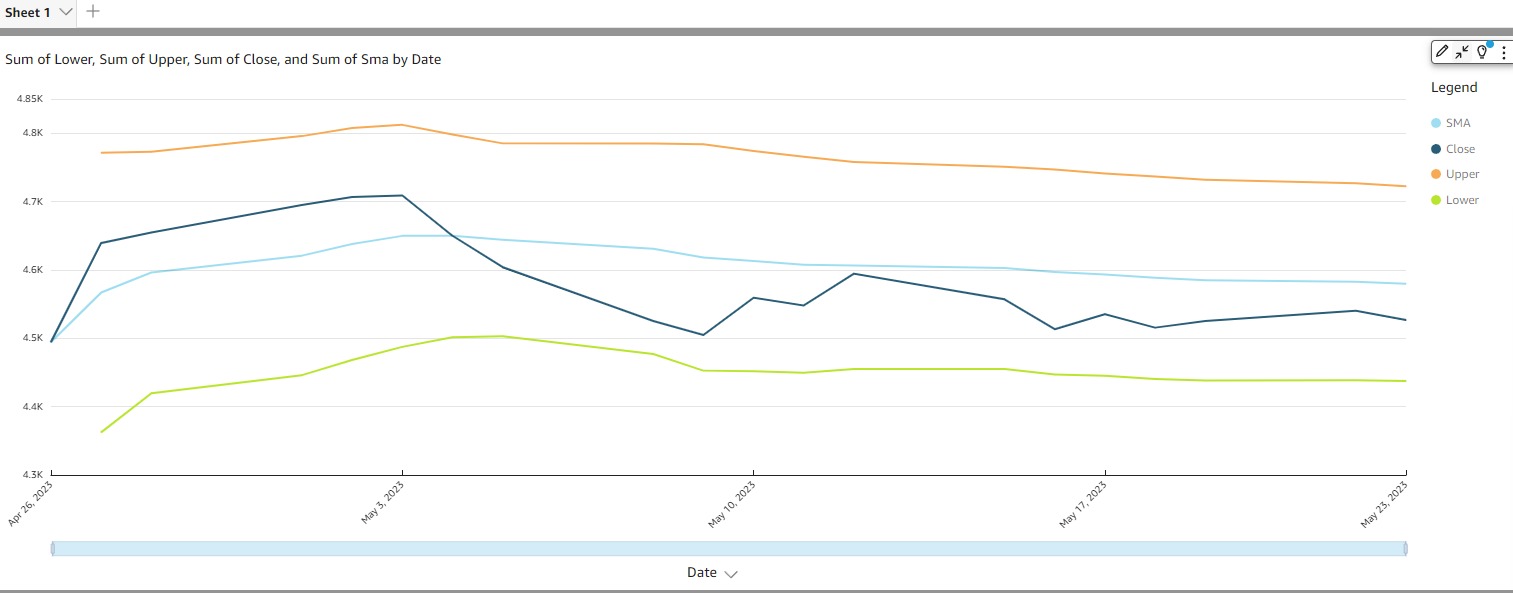 Sheet 1
Sum of Lower, Sum of Upper, Sum of Close, and Sum of Sma by Date
Legend
SMA
Close
Upper
Lower
4.85K
4.8K
4.7K
4.6K
4.5K
4.4K
4.3K
Apr 26, 2023
May 3, 2023
May 10, 2023
May 17, 2023
May 23, 2023
Date